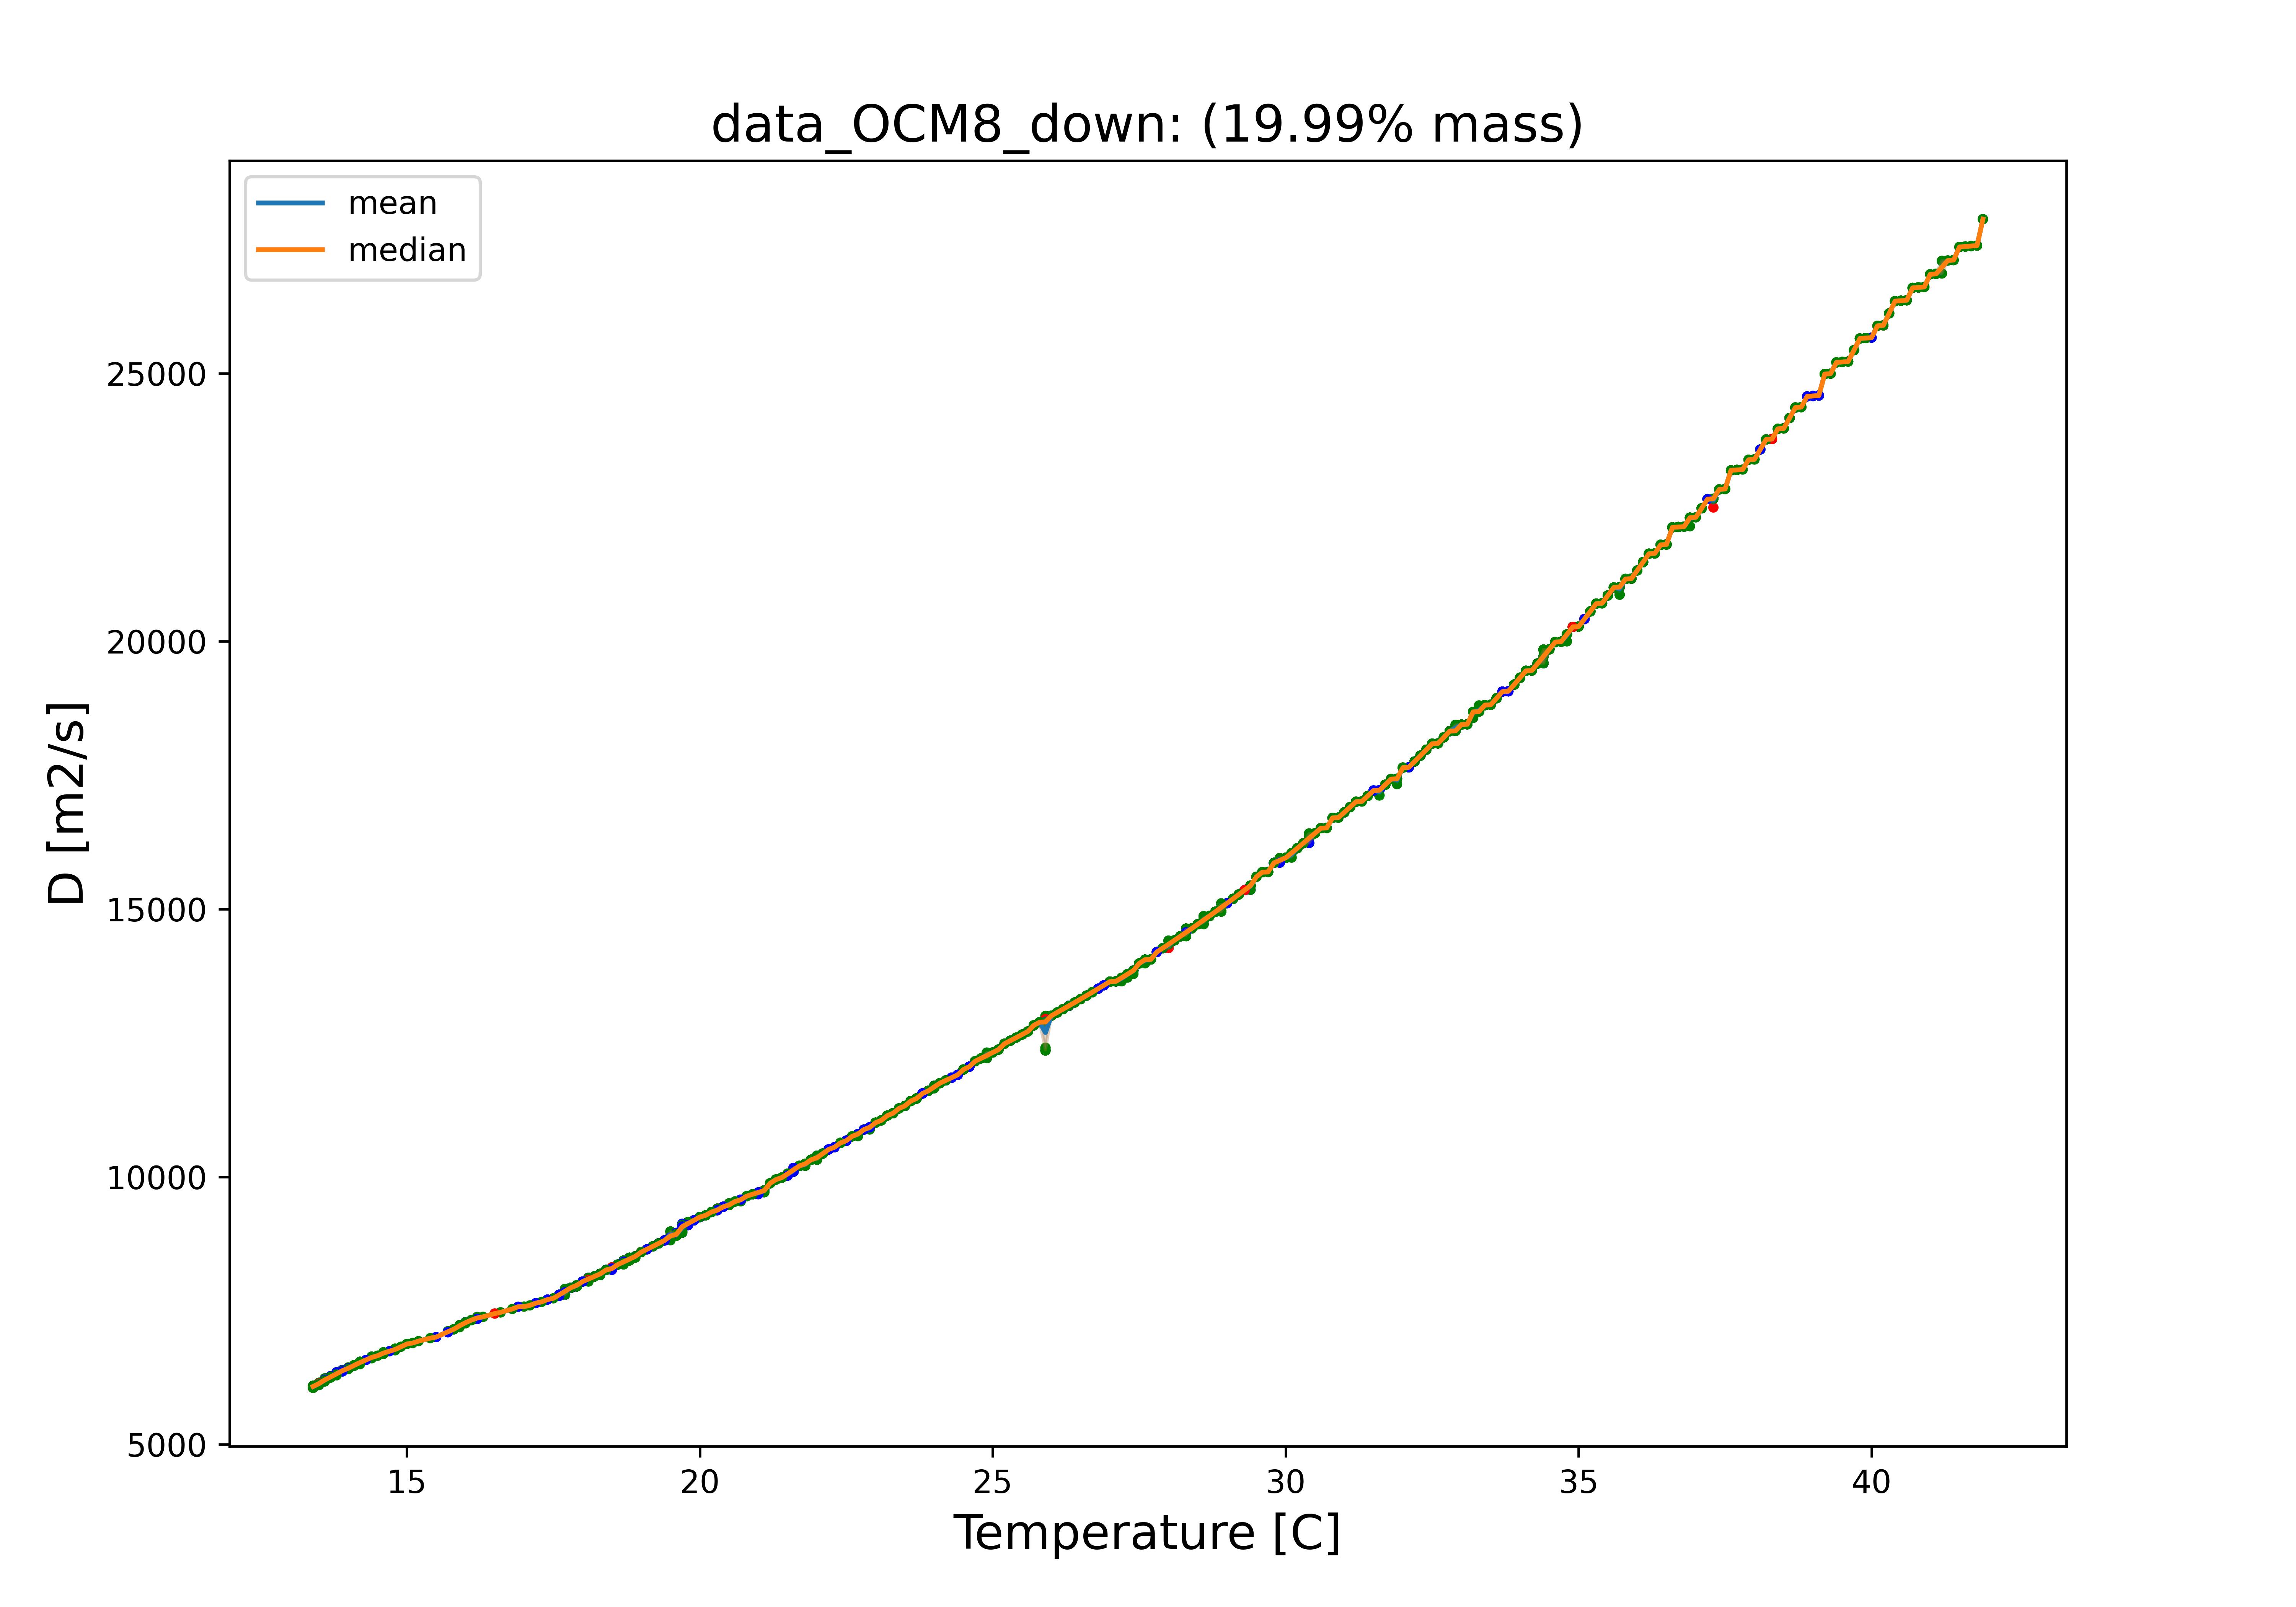 data_OCM8_down: (19.99% mass)
mean
median
25000
20000
15000
10000
5000
D [m2/s]
15 20 25 30 35 40
Temperature [C]